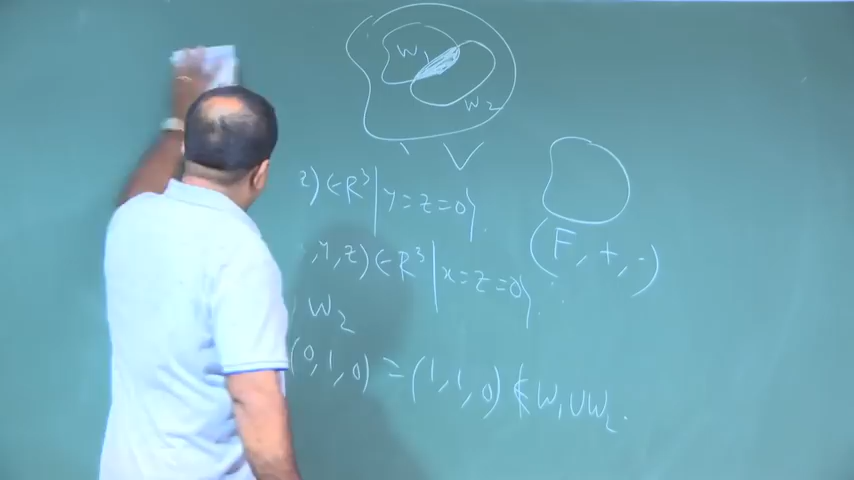 W₁
W₂
V
z) ∈ R³ | y = z = 0}.
, y, z) ∈ R³ | x = z = 0}.
(F, +, ·)
W₂
(0, 1, 0) = (1, 1, 0) ∉ W₁ ∪ W₂.